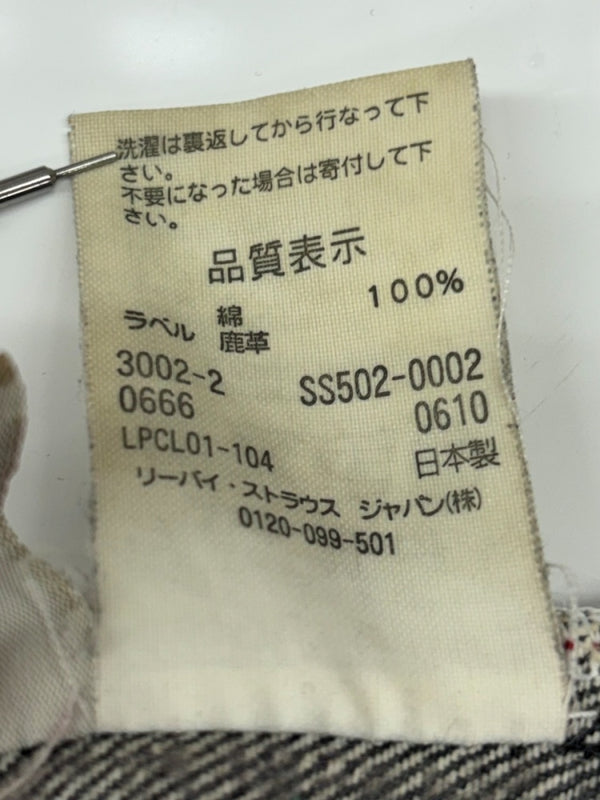 洗濯は裏返してから行なって下
さい。
不要になった場合は寄付して下
さい。
品質表示
綿 100%
ラベル 鹿革
3002-2 SS502-0002
0666 0610
LPCL01-104 日本製
リーバイ・ストラウス ジャパン(株)
0120-099-501